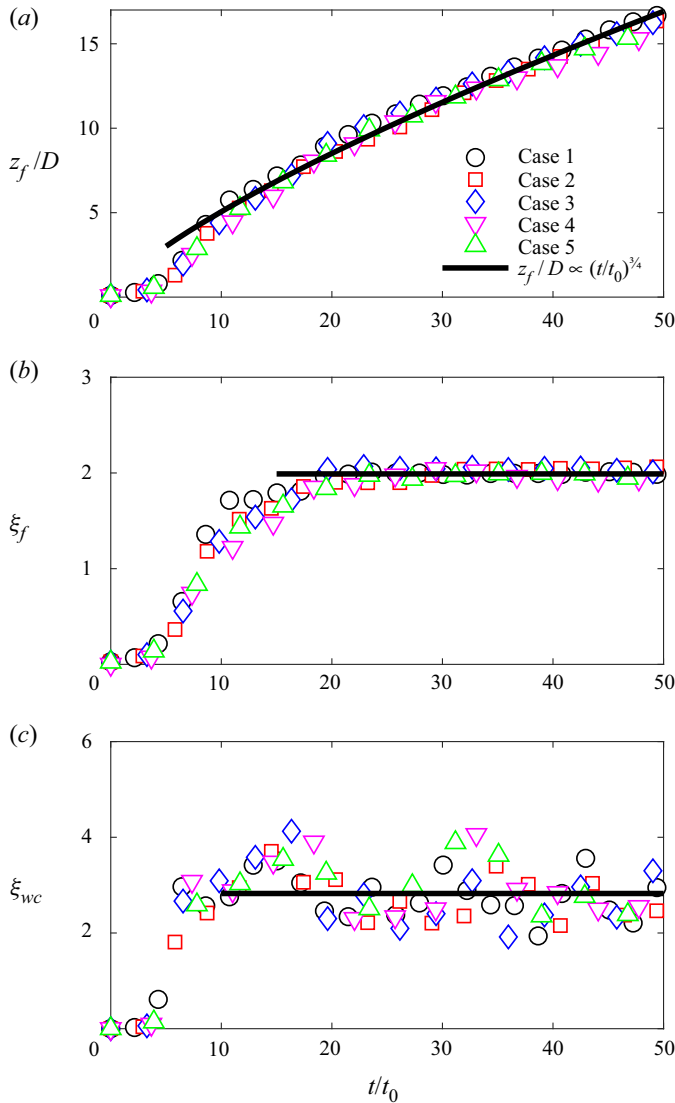 (a)
15
10
z_f/D
5
Case 1
Case 2
Case 3
Case 4
Case 5
z_f/D ∝ (t/t_0)^¾
0 10 20 30 40 50
(b)
3
2
ξ_f
1
0 10 20 30 40 50
(c)
6
4
ξ_wc
2
0 10 20 30 40 50
t/t_0